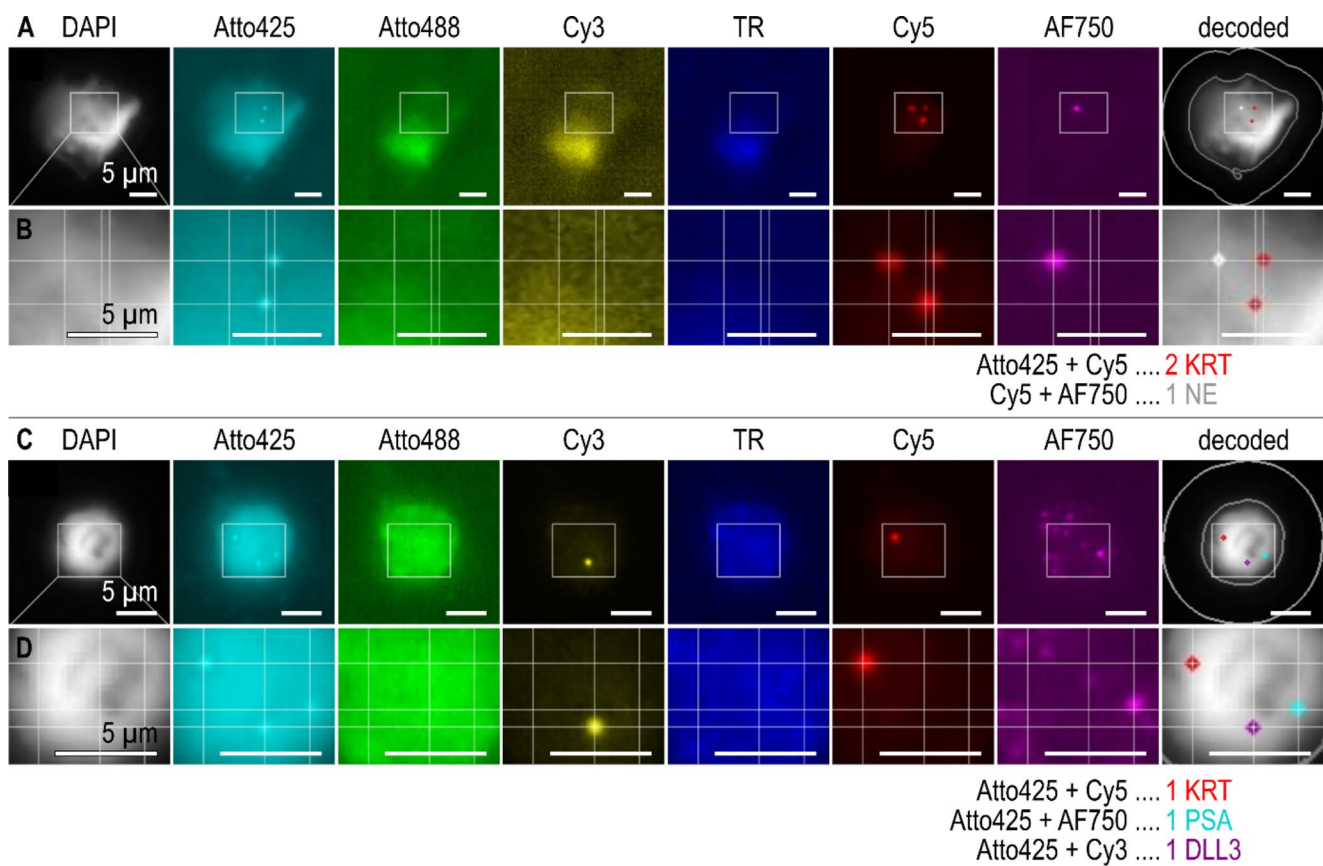 A DAPI Atto425 Atto488 Cy3 TR Cy5 AF750 decoded
5 µm
B
5 µm
Atto425 + Cy5 .... 2 KRT
Cy5 + AF750 .... 1 NE
C DAPI Atto425 Atto488 Cy3 TR Cy5 AF750 decoded
5 µm
D
5 µm
Atto425 + Cy5 .... 1 KRT
Atto425 + AF750 .... 1 PSA
Atto425 + Cy3 .... 1 DLL3